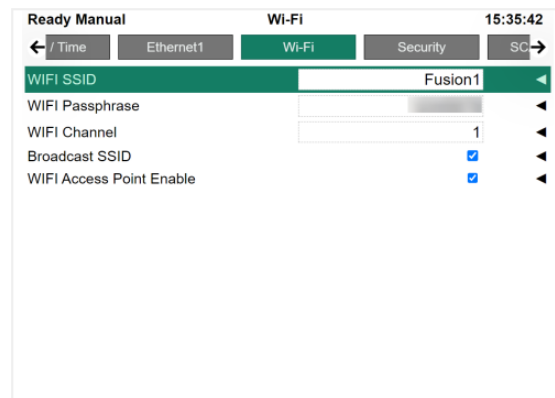 Ready Manual Wi-Fi 15:35:42
/ Time Ethernet1 Wi-Fi Security SC
WIFI SSID Fusion1
WIFI Passphrase
WIFI Channel 1
Broadcast SSID
WIFI Access Point Enable